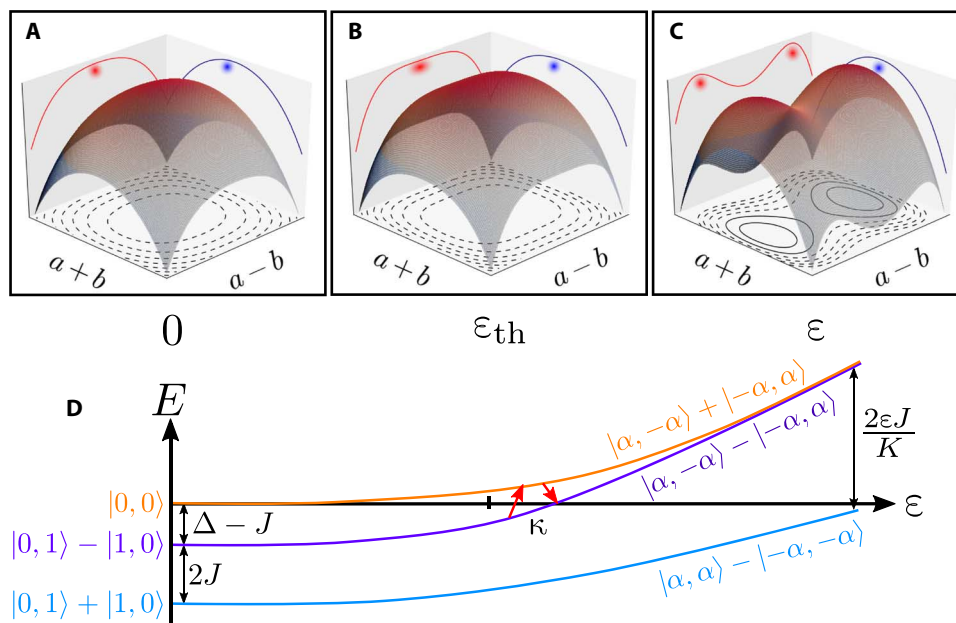 A
B
C
a + b
a − b
a + b
a − b
a + b
a − b
0
ε_th
ε
D
E
|α, −α⟩ + |−α, α⟩
|α, −α⟩ − |−α, α⟩
2εJ
K
|0, 0⟩
Δ − J
κ
ε
|0, 1⟩ − |1, 0⟩
2J
|α, α⟩ − |−α, −α⟩
|0, 1⟩ + |1, 0⟩